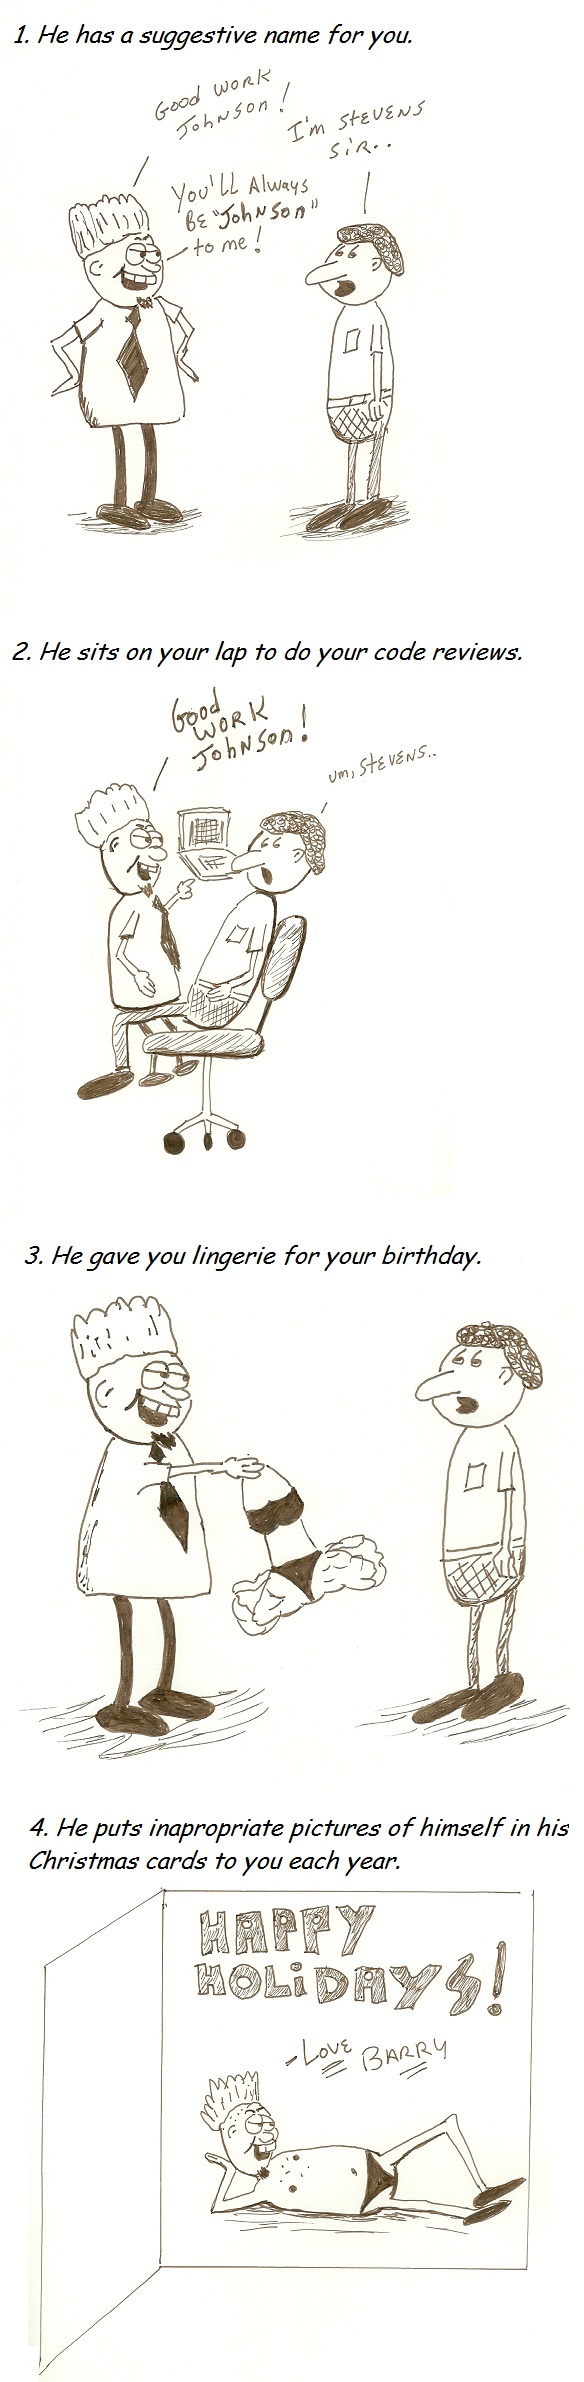 1. He has a suggestive name for you.
Good WORK
Johnson!
I'm STEVENS
SIR..
You'LL Always
BE "JohNSoN"
to me!
2. He sits on your lap to do your code reviews.
Good
WORK
JohNSon!
um, STEVENS..
3. He gave you lingerie for your birthday.
4. He puts inapropriate pictures of himself in his
Christmas cards to you each year.
HAPPY
HOLiDAYS!
-LOVE BARRY